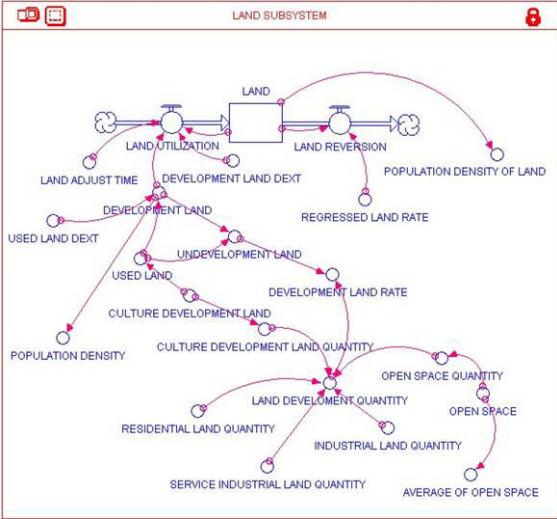 LAND SUBSYSTEM
LAND
LAND UTILIZATION
LAND REVERSION
LAND ADJUST TIME
DEVELOPMENT LAND DEXT
POPULATION DENSITY OF LAND
DEVELOPMENT LAND
REGRESSED LAND RATE
USED LAND DEXT
UNDEVELOPMENT LAND
USED LAND
DEVELOPMENT LAND RATE
CULTURE DEVELOPMENT LAND
CULTURE DEVELOPMENT LAND QUANTITY
POPULATION DENSITY
OPEN SPACE QUANTITY
LAND DEVELOMENT QUANTITY
OPEN SPACE
RESIDENTIAL LAND QUANTITY
INDUSTRIAL LAND QUANTITY
SERVICE INDUSTRIAL LAND QUANTITY
AVERAGE OF OPEN SPACE